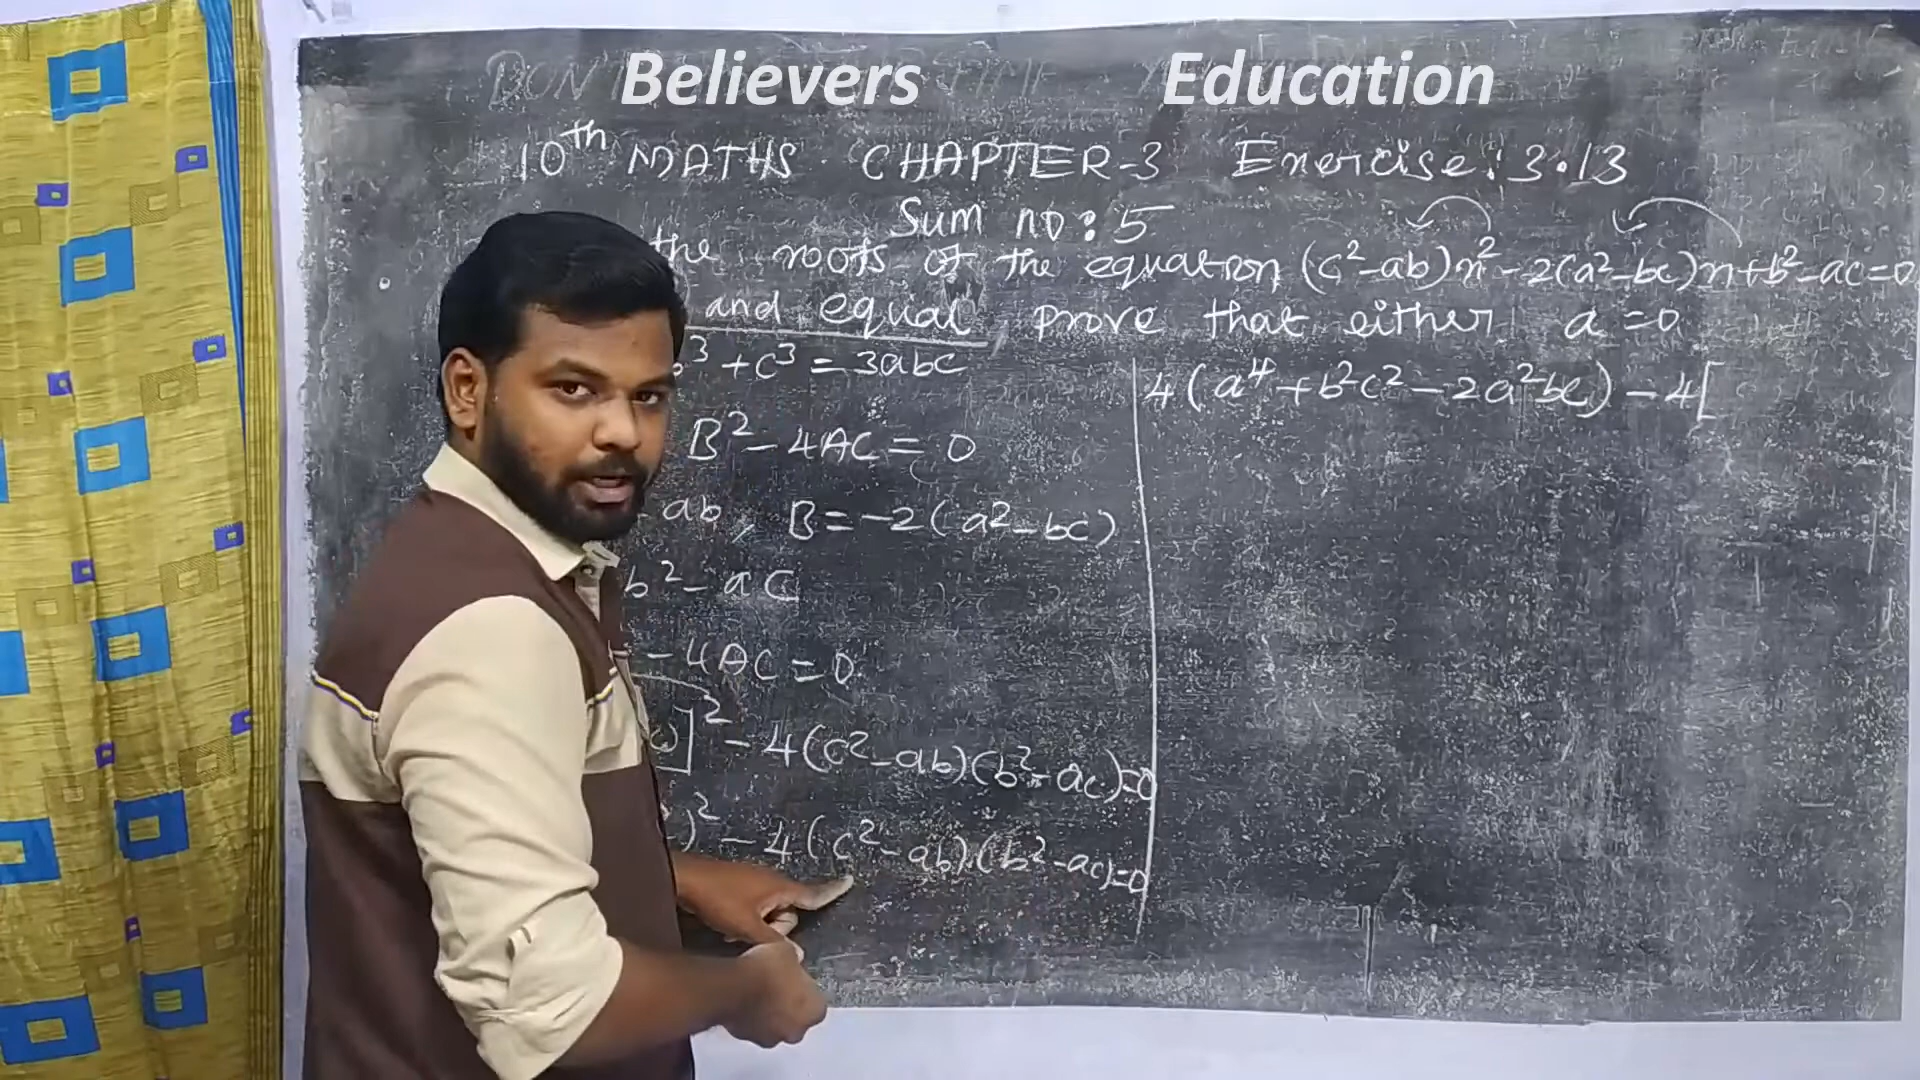 Believers Education
10th MATHS CHAPTER-3 Exercise: 3.13
Sum no: 5
the roots of the equation (c²-ab)x²-2(a²-bc)x+b²-ac=0
and equal, prove that either a=0
³+c³=3abc
B²-4AC=0
ab, B=-2(a²-bc)
b²-ac
-4AC=0.
]²-4(c²-ab)(b²-ac)=0
)²-4(c²-ab).(b²-ac)=0
4(a⁴+b²c²-2a²bc)-4[